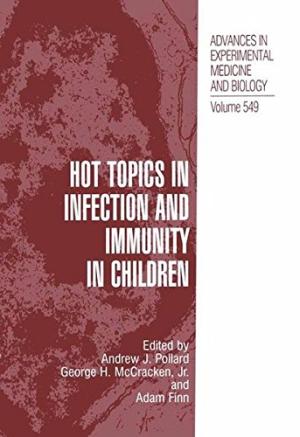 ADVANCES IN
EXPERIMENTAL
MEDICINE
AND BIOLOGY
Volume 549
HOT TOPICS IN
INFECTION AND
IMMUNITY
IN CHILDREN
Edited by
Andrew J. Pollard
George H. McCracken, Jr.
and
Adam Finn